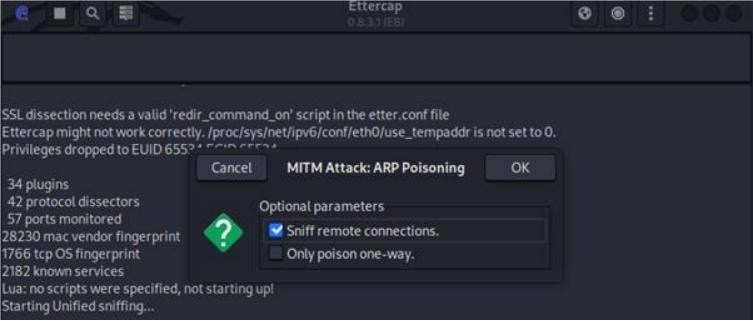 Ettercap
0.8.3.1 (EB)
SSL dissection needs a valid 'redir_command_on' script in the etter.conf file
Ettercap might not work correctly. /proc/sys/net/ipv6/conf/eth0/use_tempaddr is not set to 0.
Privileges dropped to EUID 65534 EGID 65534
Cancel
MITM Attack: ARP Poisoning
OK
34 plugins
42 protocol dissectors
57 ports monitored
28230 mac vendor fingerprint
1766 tcp OS fingerprint
2182 known services
Optional parameters
Sniff remote connections.
Only poison one-way.
Lua: no scripts were specified, not starting up!
Starting Unified sniffing...